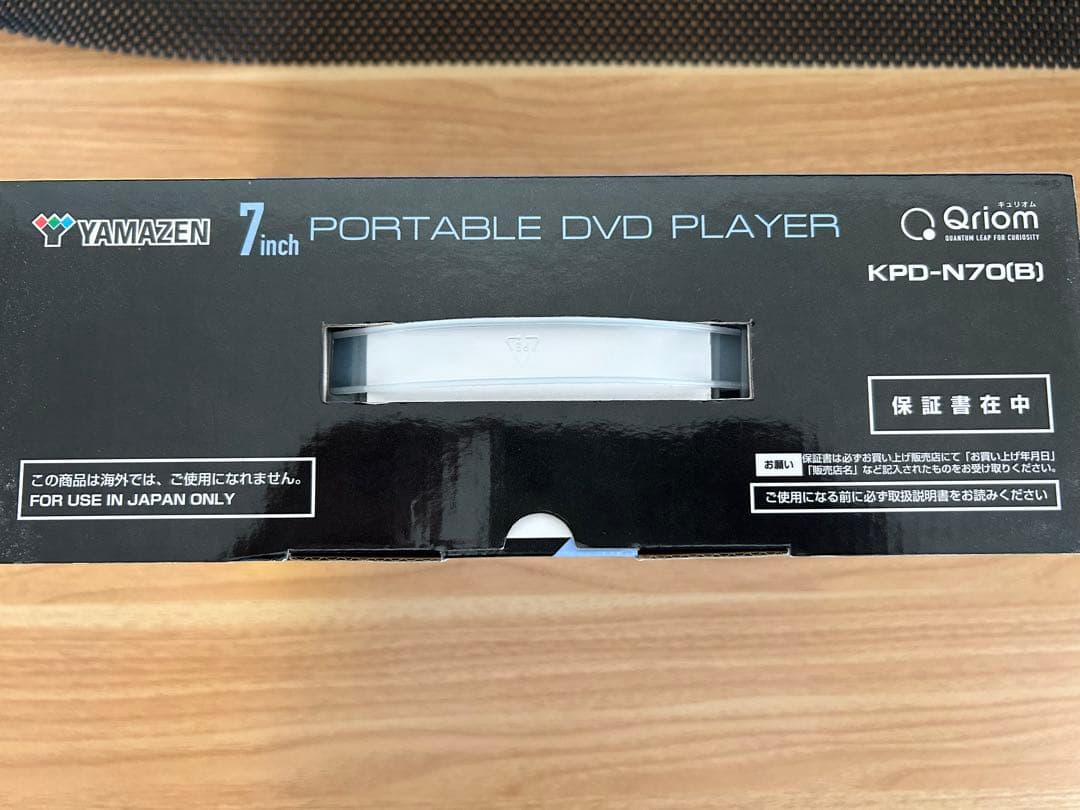 YAMAZEN
7inch PORTABLE DVD PLAYER
キュリオム
Qriom
QUANTUM LEAP FOR CURIOSITY
KPD-N70(B)
保証書在中
この商品は海外では、ご使用になれません。
FOR USE IN JAPAN ONLY
お願い
保証書は必ずお買い上げ販売店にて「お買い上げ年月日」
「販売店名」など記入されたものをお受け取りください。
ご使用になる前に必ず取扱説明書をお読みください